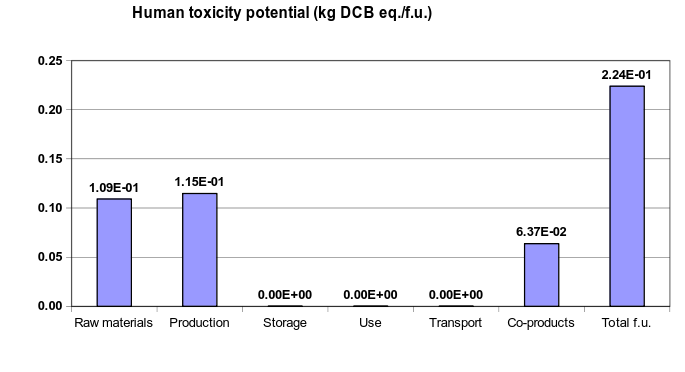 Human toxicity potential (kg DCB eq./f.u.)
0.25
0.20
0.15
0.10
0.05
0.00
1.09E-01
1.15E-01
0.00E+00
0.00E+00
0.00E+00
6.37E-02
2.24E-01
Raw materials
Production
Storage
Use
Transport
Co-products
Total f.u.